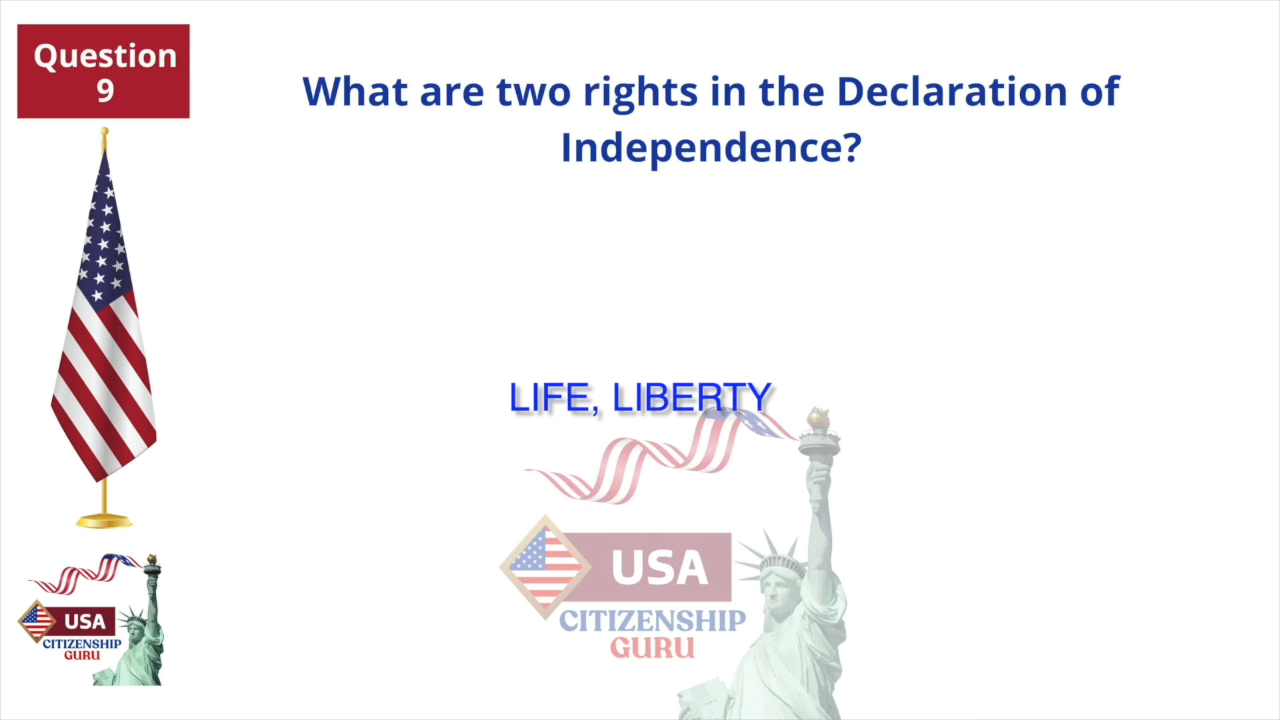 Question
9
What are two rights in the Declaration of
Independence?
LIFE, LIBERTY
USA
CITIZENSHIP
GURU
USA
CITIZENSHIP
GURU